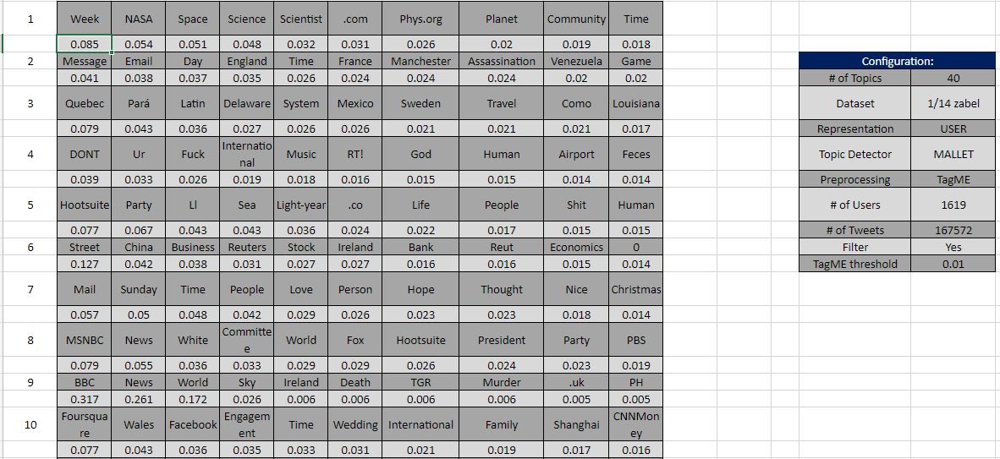 1 Week NASA Space Science Scientist .com Phys.org Planet Community Time
0.085 0.054 0.051 0.048 0.032 0.031 0.026 0.02 0.019 0.018
2 Message Email Day England Time France Manchester Assassination Venezuela Game
0.041 0.038 0.037 0.035 0.026 0.024 0.024 0.024 0.02 0.02
3 Quebec Pará Latin Delaware System Mexico Sweden Travel Como Louisiana
0.079 0.043 0.036 0.027 0.026 0.026 0.021 0.021 0.021 0.017
4 DONT Ur Fuck Internatio
nal Music RT! God Human Airport Feces
0.039 0.033 0.026 0.019 0.018 0.016 0.015 0.015 0.014 0.014
5 Hootsuite Party Ll Sea Light-year .co Life People Shit Human
0.077 0.067 0.043 0.043 0.036 0.024 0.022 0.017 0.015 0.015
6 Street China Business Reuters Stock Ireland Bank Reut Economics 0
0.127 0.042 0.038 0.031 0.027 0.027 0.016 0.016 0.015 0.014
7 Mail Sunday Time People Love Person Hope Thought Nice Christmas
0.057 0.05 0.048 0.042 0.029 0.026 0.023 0.023 0.018 0.014
8 MSNBC News White Committe
e World Fox Hootsuite President Party PBS
0.079 0.055 0.036 0.033 0.029 0.029 0.026 0.024 0.023 0.019
9 BBC News World Sky Ireland Death TGR Murder .uk PH
0.317 0.261 0.172 0.026 0.006 0.006 0.006 0.006 0.005 0.005
10 Foursqua
re Wales Facebook Engagem
ent Time Wedding International Family Shanghai CNNMon
ey
0.077 0.043 0.036 0.035 0.033 0.031 0.021 0.019 0.017 0.016
Configuration:
# of Topics 40
Dataset 1/14 zabel
Representation USER
Topic Detector MALLET
Preprocessing TagME
# of Users 1619
# of Tweets 167572
Filter Yes
TagME threshold 0.01